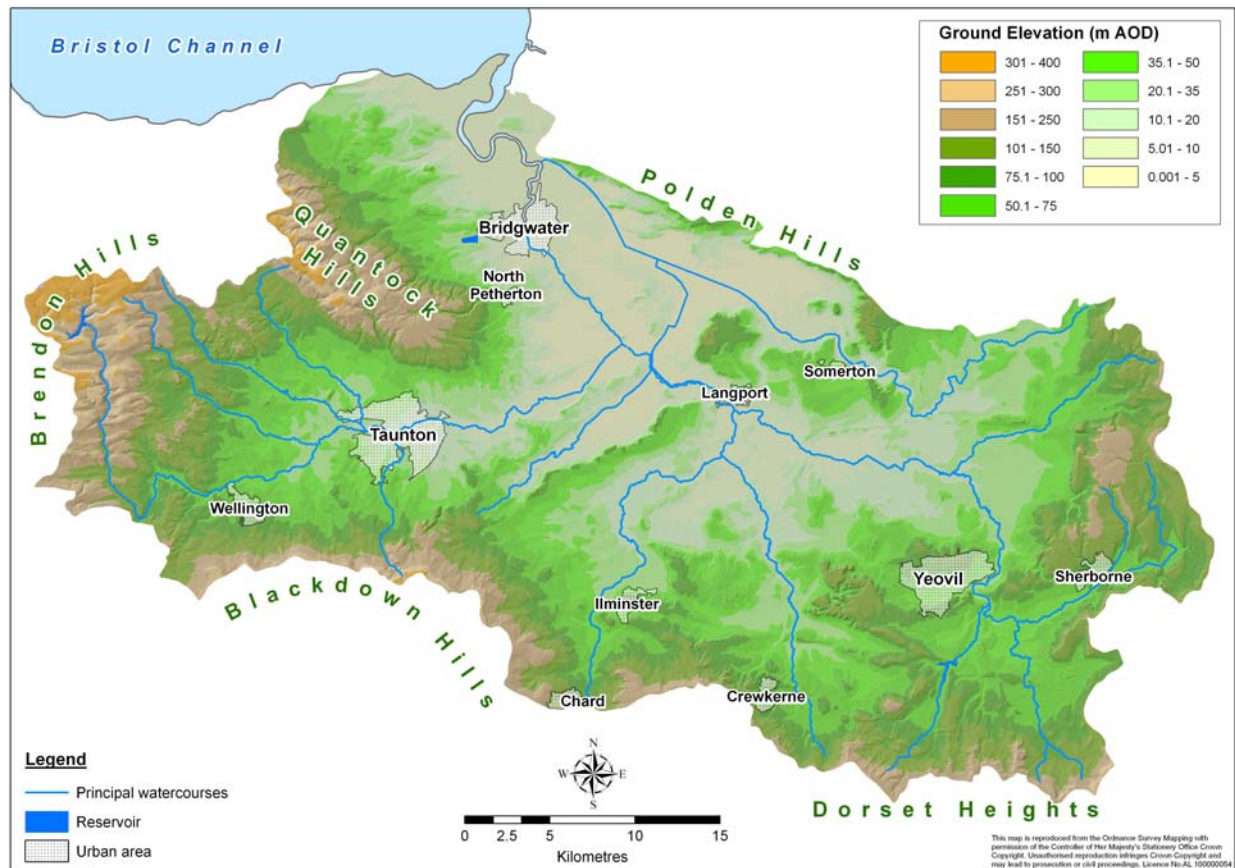 Bristol Channel
Ground Elevation (m AOD)
301 - 400
251 - 300
151 - 250
101 - 150
75.1 - 100
50.1 - 75
35.1 - 50
20.1 - 35
10.1 - 20
5.01 - 10
0.001 - 5
Polden Hills
Quantock
Hills
Brendon Hills
Bridgwater
North
Petherton
Somerton
Langport
Taunton
Wellington
Blackdown Hills
Ilminster
Yeovil
Sherborne
Chard
Crewkerne
Dorset Heights
Legend
Principal watercourses
Reservoir
Urban area
N
W
E
S
0 2.5 5 10 15
Kilometres
This map is reproduced from the Ordnance Survey Mapping with
permission of the Controller of Her Majesty's Stationery Office Crown
Copyright. Unauthorised reproduction infringes Crown Copyright and
may lead to prosecution or civil proceedings. Licence No.AL 100000054